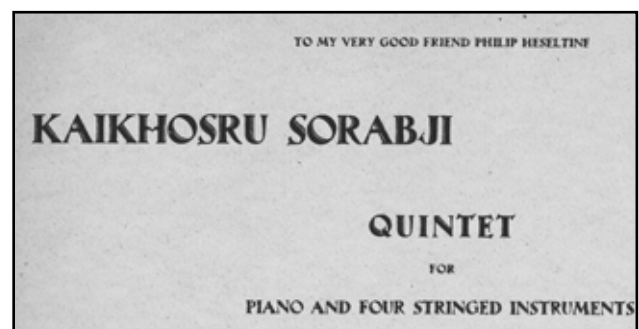 TO MY VERY GOOD FRIEND PHILIP HESELTINE
KAIKHOSRU SORABJI
QUINTET
FOR
PIANO AND FOUR STRINGED INSTRUMENTS